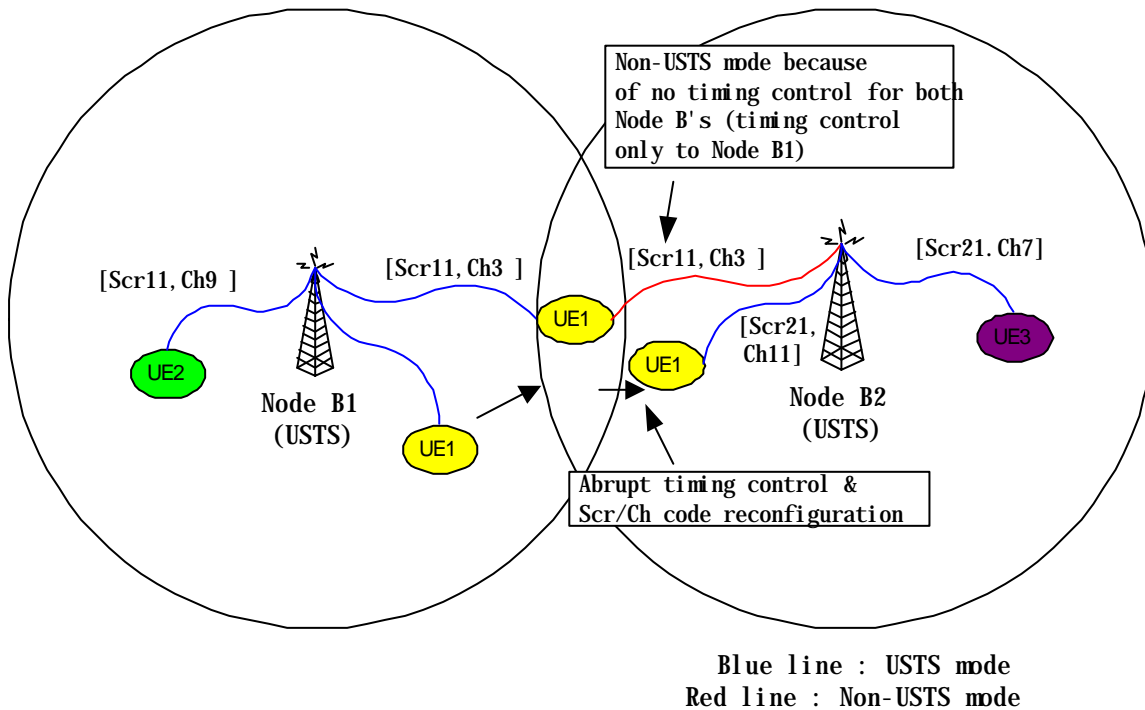 Non-USTS mode because
of no timing control for both
Node B's (timing control
only to Node B1)
[Scr11,Ch9 ]
[Scr11,Ch3 ]
[Scr11,Ch3 ]
[Scr21.Ch7]
UE1
[Scr21,
Ch11]
UE2
UE1
UE3
Node B1
(USTS)
Node B2
(USTS)
UE1
Abrupt timing control &
Scr/Ch code reconfiguration
Blue line : USTS mode
Red line : Non-USTS mode